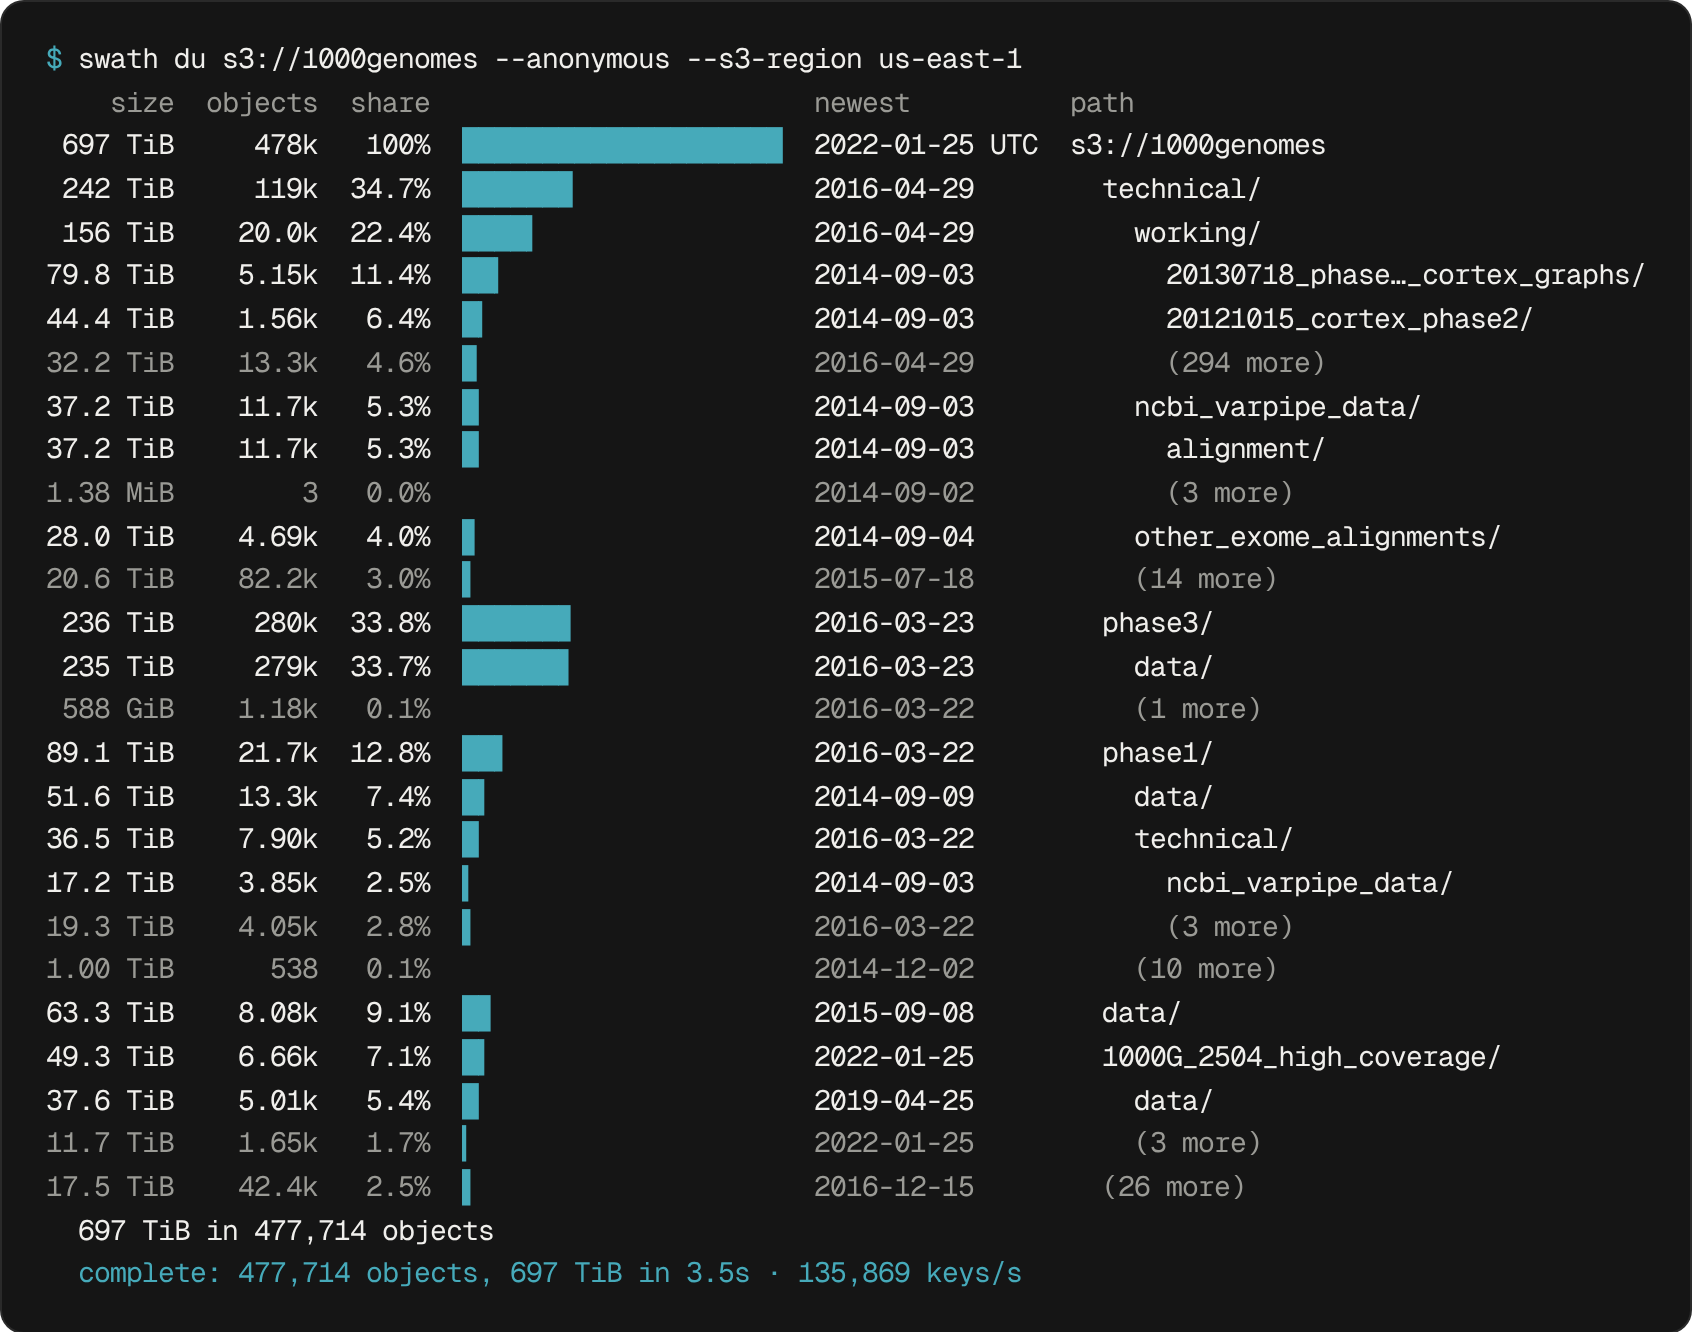 $ swath du s3://1000genomes --anonymous --s3-region us-east-1
size objects share newest path
697 TiB 478k 100% 2022-01-25 UTC s3://1000genomes
242 TiB 119k 34.7% 2016-04-29 technical/
156 TiB 20.0k 22.4% 2016-04-29 working/
79.8 TiB 5.15k 11.4% 2014-09-03 20130718_phase…_cortex_graphs/
44.4 TiB 1.56k 6.4% 2014-09-03 20121015_cortex_phase2/
32.2 TiB 13.3k 4.6% 2016-04-29 (294 more)
37.2 TiB 11.7k 5.3% 2014-09-03 ncbi_varpipe_data/
37.2 TiB 11.7k 5.3% 2014-09-03 alignment/
1.38 MiB 3 0.0% 2014-09-02 (3 more)
28.0 TiB 4.69k 4.0% 2014-09-04 other_exome_alignments/
20.6 TiB 82.2k 3.0% 2015-07-18 (14 more)
236 TiB 280k 33.8% 2016-03-23 phase3/
235 TiB 279k 33.7% 2016-03-23 data/
588 GiB 1.18k 0.1% 2016-03-22 (1 more)
89.1 TiB 21.7k 12.8% 2016-03-22 phase1/
51.6 TiB 13.3k 7.4% 2014-09-09 data/
36.5 TiB 7.90k 5.2% 2016-03-22 technical/
17.2 TiB 3.85k 2.5% 2014-09-03 ncbi_varpipe_data/
19.3 TiB 4.05k 2.8% 2016-03-22 (3 more)
1.00 TiB 538 0.1% 2014-12-02 (10 more)
63.3 TiB 8.08k 9.1% 2015-09-08 data/
49.3 TiB 6.66k 7.1% 2022-01-25 1000G_2504_high_coverage/
37.6 TiB 5.01k 5.4% 2019-04-25 data/
11.7 TiB 1.65k 1.7% 2022-01-25 (3 more)
17.5 TiB 42.4k 2.5% 2016-12-15 (26 more)
697 TiB in 477,714 objects
complete: 477,714 objects, 697 TiB in 3.5s · 135,869 keys/s